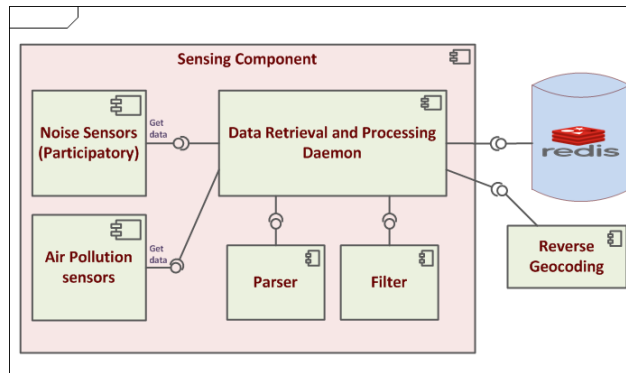 Sensing Component
Noise Sensors
(Participatory)
Get
data
Data Retrieval and Processing
Daemon
redis
Air Pollution
sensors
Get
data
Parser
Filter
Reverse
Geocoding